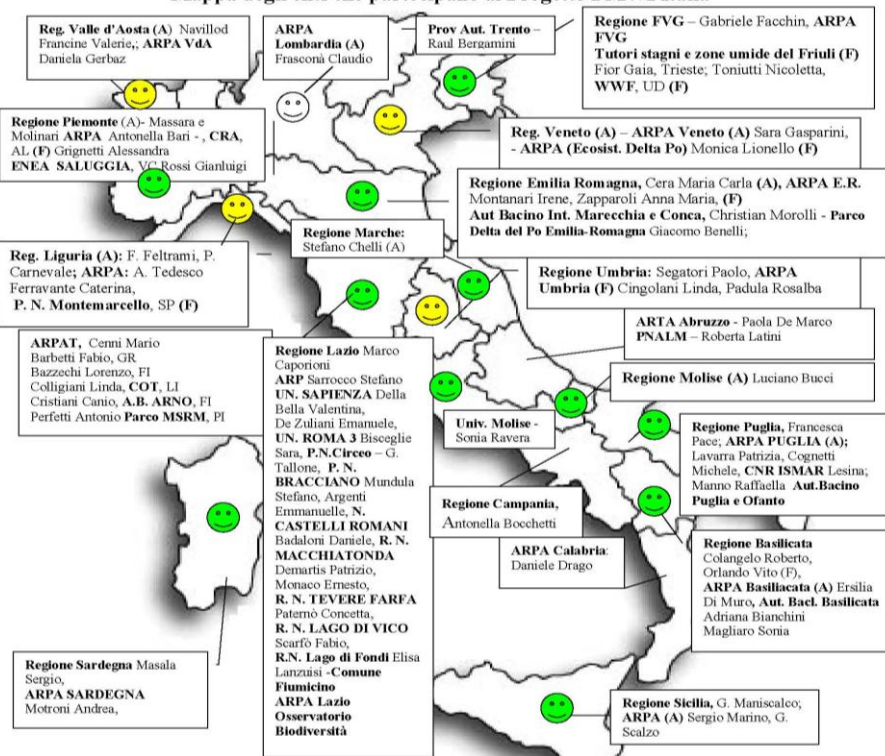 Reg. Valle d'Aosta (A) Navillod
Francine Valerie,; ARPA VdA
Daniela Gerbaz
ARPA
Lombardia (A)
Frasconà Claudio
Prov Aut. Trento –
Raul Bergamini
Regione FVG – Gabriele Facchin, ARPA
FVG
Tutori stagni e zone umide del Friuli (F)
Fior Gaia, Trieste; Toniutti Nicoletta,
WWF, UD (F)
Regione Piemonte (A)- Massara e
Molinari ARPA Antonella Bari - , CRA,
AL (F) Grignetti Alessandra
ENEA SALUGGIA, VC Rossi Gianluigi
Reg. Veneto (A) – ARPA Veneto (A) Sara Gasparini,
- ARPA (Ecosist. Delta Po) Monica Lionello (F)
Regione Emilia Romagna, Cera Maria Carla (A), ARPA E.R.
Montanari Irene, Zapparoli Anna Maria, (F)
Aut Bacino Int. Marecchia e Conca, Christian Morolli - Parco
Delta del Po Emilia-Romagna Giacomo Benelli;
Regione Marche:
Stefano Chelli (A)
Reg. Liguria (A): F. Feltrami, P.
Carnevale; ARPA: A. Tedesco
Ferravante Caterina,
P. N. Montemarcello, SP (F)
Regione Umbria: Segatori Paolo, ARPA
Umbria (F) Cingolani Linda, Padula Rosalba
ARPAT, Cenni Mario
Barbetti Fabio, GR
Bazzechi Lorenzo, FI
Colligiani Linda, COT, LI
Cristiani Canio, A.B. ARNO, FI
Perfetti Antonio Parco MSRM, PI
ARTA Abruzzo - Paola De Marco
PNALM – Roberta Latini
Regione Lazio Marco
Caporioni
ARP Sarrocco Stefano
UN. SAPIENZA Della
Bella Valentina,
De Zuliani Emanuele,
UN. ROMA 3 Bisceglie
Sara, P.N.Circeo – G.
Tallone, P. N.
BRACCIANO Mundula
Stefano, Argenti
Emmanuelle, N.
CASTELLI ROMANI
Badaloni Daniele, R. N.
MACCHIATONDA
Demartis Patrizio,
Monaco Ernesto,
R. N. TEVERE FARFA
Paternò Concetta,
R. N. LAGO DI VICO
Scarfò Fabio,
R.N. Lago di Fondi Elisa
Lanzuisi -Comune
Fiumicino
ARPA Lazio
Osservatorio
Biodiversità
Regione Molise (A) Luciano Bucci
Univ. Molise -
Sonia Ravera
Regione Puglia, Francesca
Pace; ARPA PUGLIA (A);
Lavarra Patrizia, Cognetti
Michele, CNR ISMAR Lesina;
Manno Raffaella Aut.Bacino
Puglia e Ofanto
Regione Campania,
Antonella Bocchetti
ARPA Calabria:
Daniele Drago
Regione Basilicata
Colangelo Roberto,
Orlando Vito (F),
ARPA Basiliacata (A) Ersilia
Di Muro, Aut. Bacl. Basilicata
Adriana Bianchini
Magliaro Sonia
Regione Sardegna Masala
Sergio,
ARPA SARDEGNA
Motroni Andrea,
Regione Sicilia, G. Maniscalco;
ARPA (A) Sergio Marino, G.
Scalzo